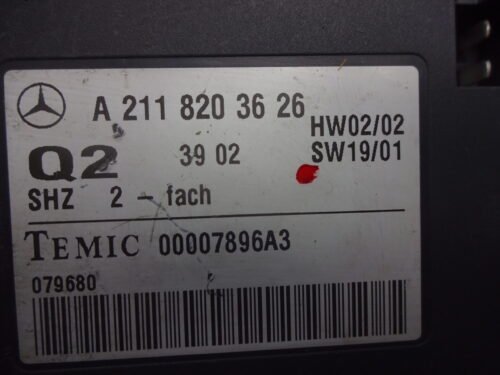 A 211 820 36 26
HW02/02
Q2 39 02 SW19/01
SHZ 2 - fach
TEMIC 00007896A3
079680